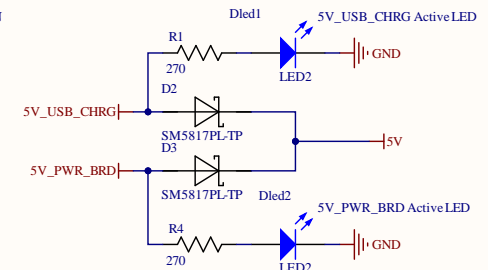 Dled1
5V_USB_CHRG Active LED
R1
270
GND
LED2
D2
5V_USB_CHRG
SM5817PL-TP
5V
D3
5V_PWR_BRD
SM5817PL-TP
Dled2
5V_PWR_BRD Active LED
R4
270
GND
LED2